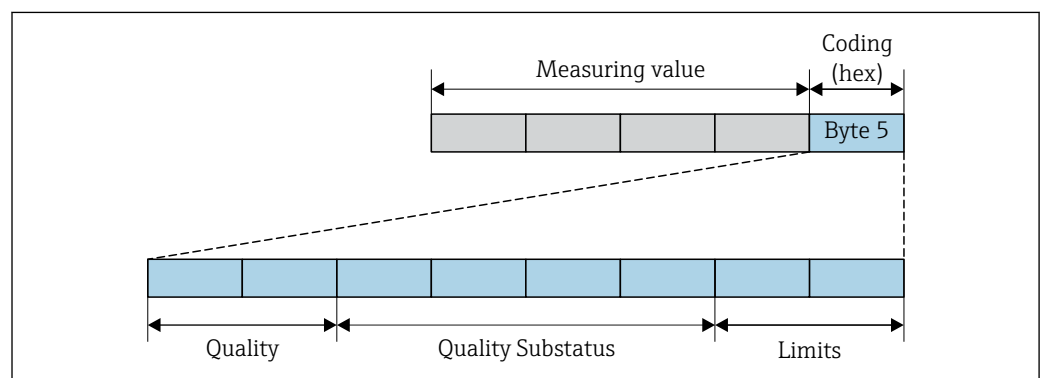 Coding
Measuring value
(hex)
Byte 5
Quality
Quality Substatus
Limits